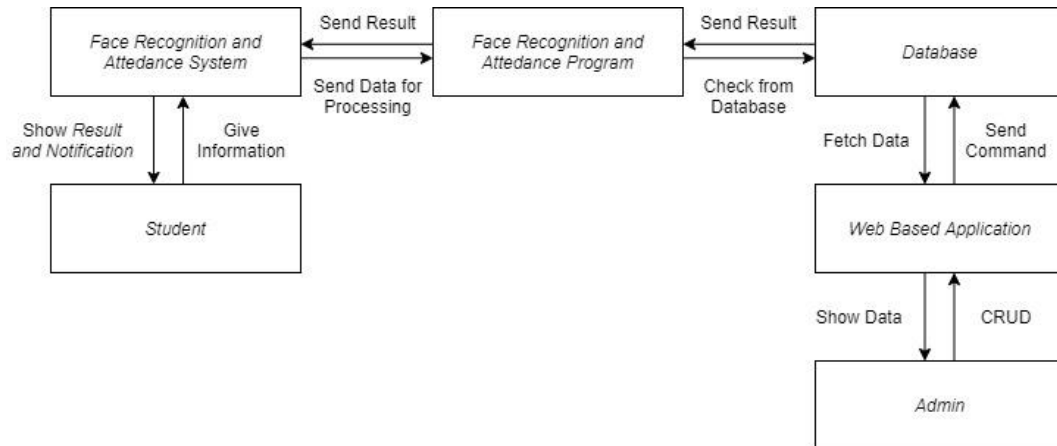 Send Result
Send Result
Face Recognition and
Attedance System
Face Recognition and
Attedance Program
Database
Send Data for
Processing
Check from
Database
Show Result
and Notification
Give
Information
Fetch Data
Send
Command
Student
Web Based Application
Show Data
CRUD
Admin